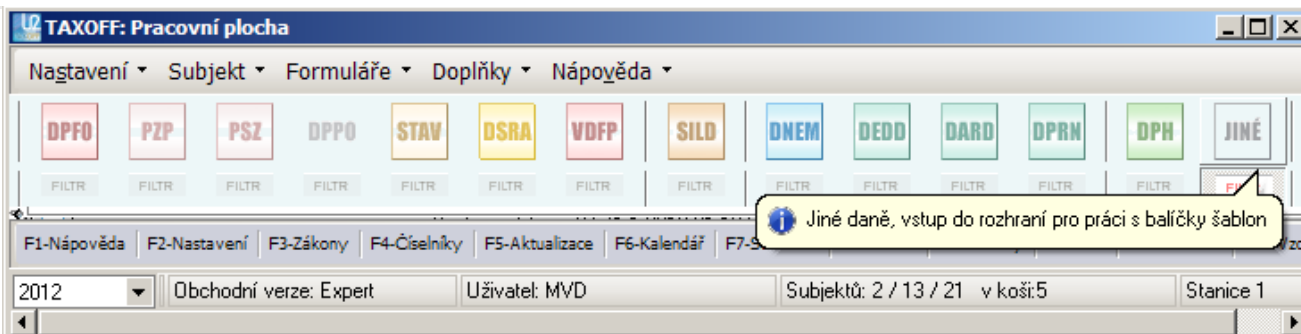 TAXOFF: Pracovní plocha
Nastavení Subjekt Formuláře Doplňky Nápověda
DPFO PZP PSZ DPPO STAV DSRA VDFP SILD DNEM DEDD DARD DPRN DPH JINÉ
FILTR FILTR FILTR FILTR FILTR FILTR FILTR FILTR FILTR FILTR FILTR FILTR FILTR
Jiné daně, vstup do rozhraní pro práci s balíčky šablon
F1-Nápověda F2-Nastavení F3-Zákony F4-Číselníky F5-Aktualizace F6-Kalendář
2012 Obchodní verze: Expert Uživatel: MVD Subjektů: 2 / 13 / 21 v koši:5 Stanice 1